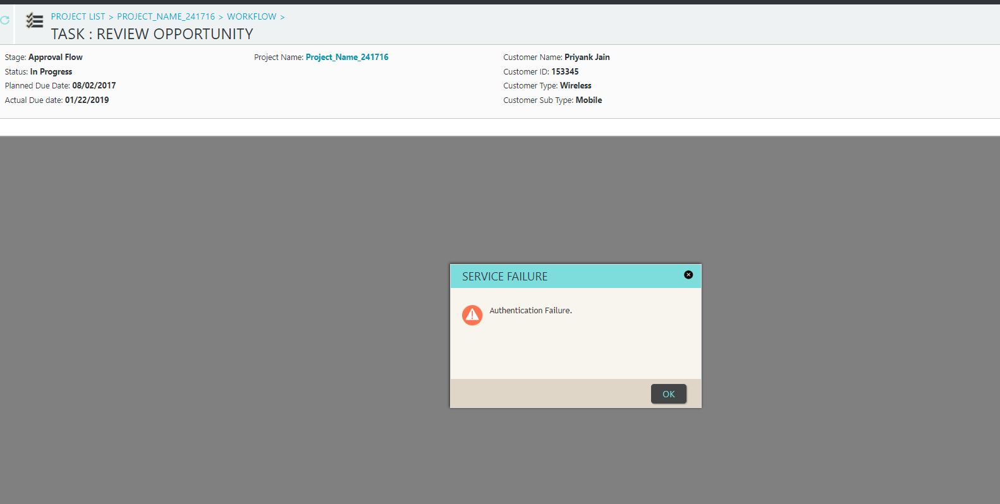 PROJECT LIST > PROJECT_NAME_241716 > WORKFLOW >
TASK : REVIEW OPPORTUNITY
Stage: Approval Flow
Status: In Progress
Planned Due Date: 08/02/2017
Actual Due date: 01/22/2019
Project Name: Project_Name_241716
Customer Name: Priyank Jain
Customer ID: 153345
Customer Type: Wireless
Customer Sub Type: Mobile
SERVICE FAILURE
Authentication Failure.
OK